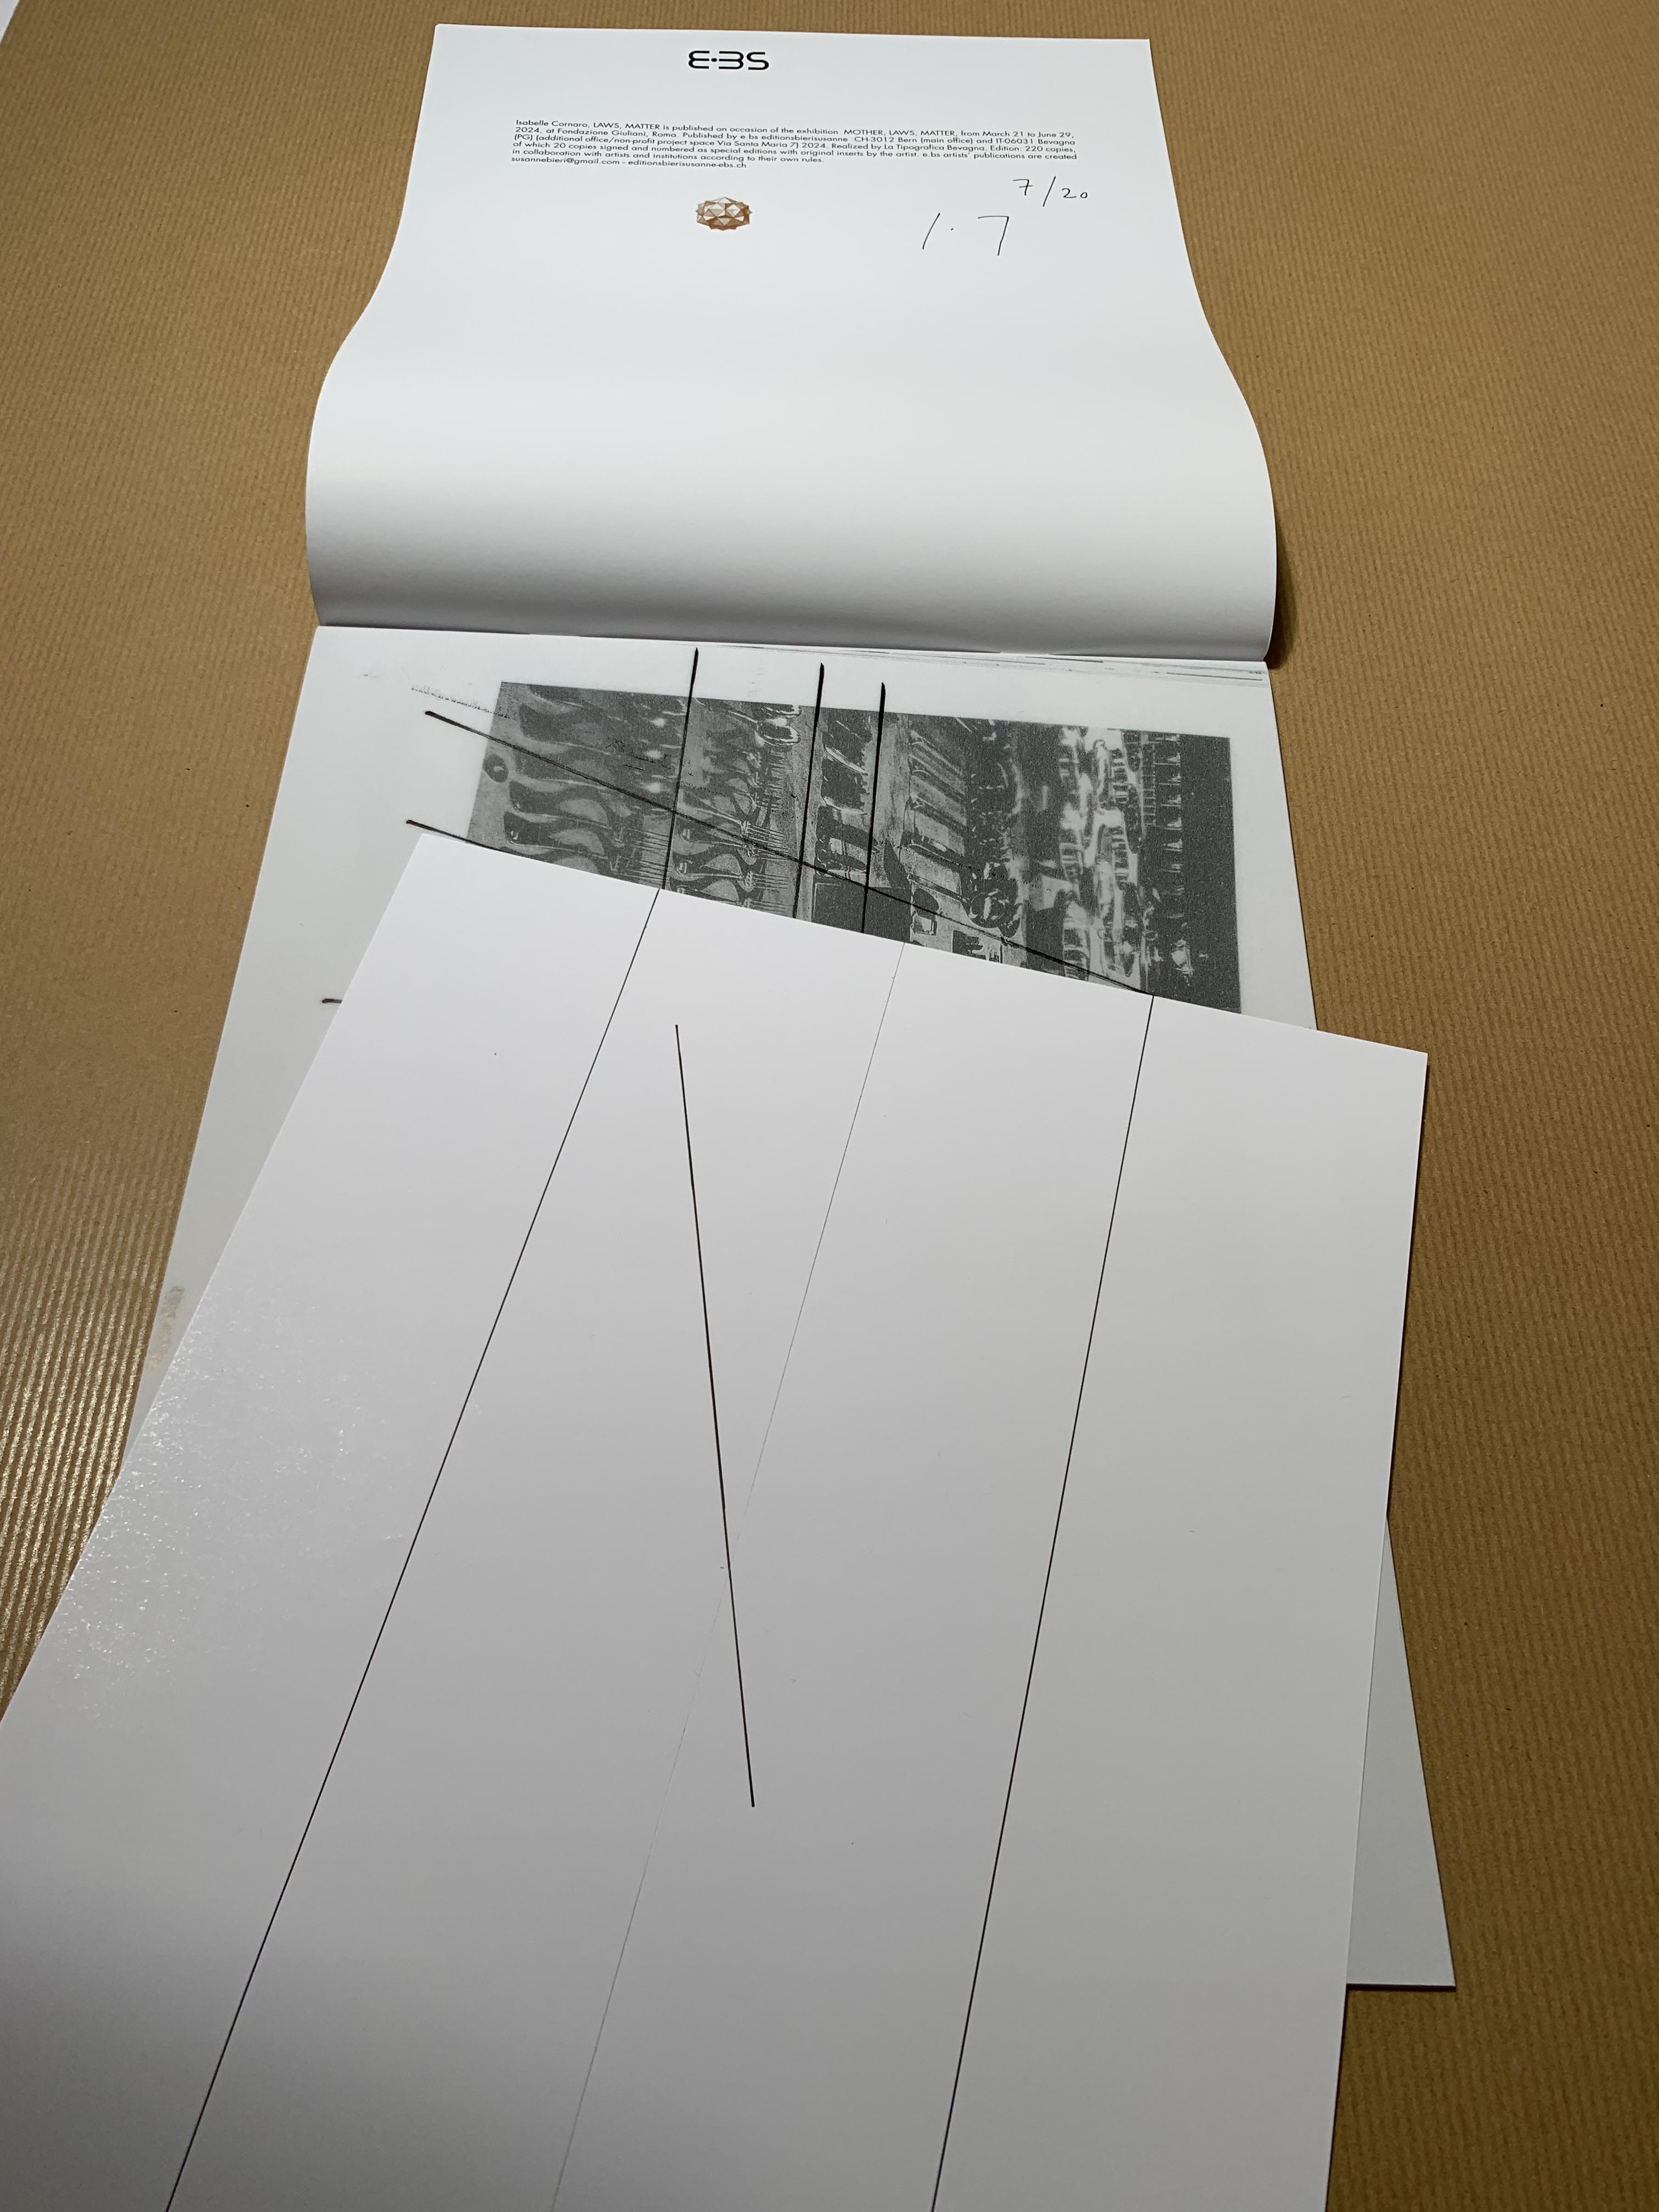 E·BS
Isabelle Cornaro, LAWS, MATTER is published on occasion of the exhibition MOTHER, LAWS, MATTER, from March 21 to June 29,
2024, at Fondazione Giuliani, Roma. Published by e.bs editionsbierisusanne CH-3012 Bern (main office) and IT-06031 Bevagna
(PG) (additional office/non-profit project space Via Santa Maria 7) 2024. Realized by La Tipografica Bevagna. Edition: 220 copies,
of which 20 copies signed and numbered as special editions with original inserts by the artist. e.bs artists' publications are created
in collaboration with artists and institutions according to their own rules.
susannebieri@gmail.com - editionsbierisusanne-ebs.ch
7/20